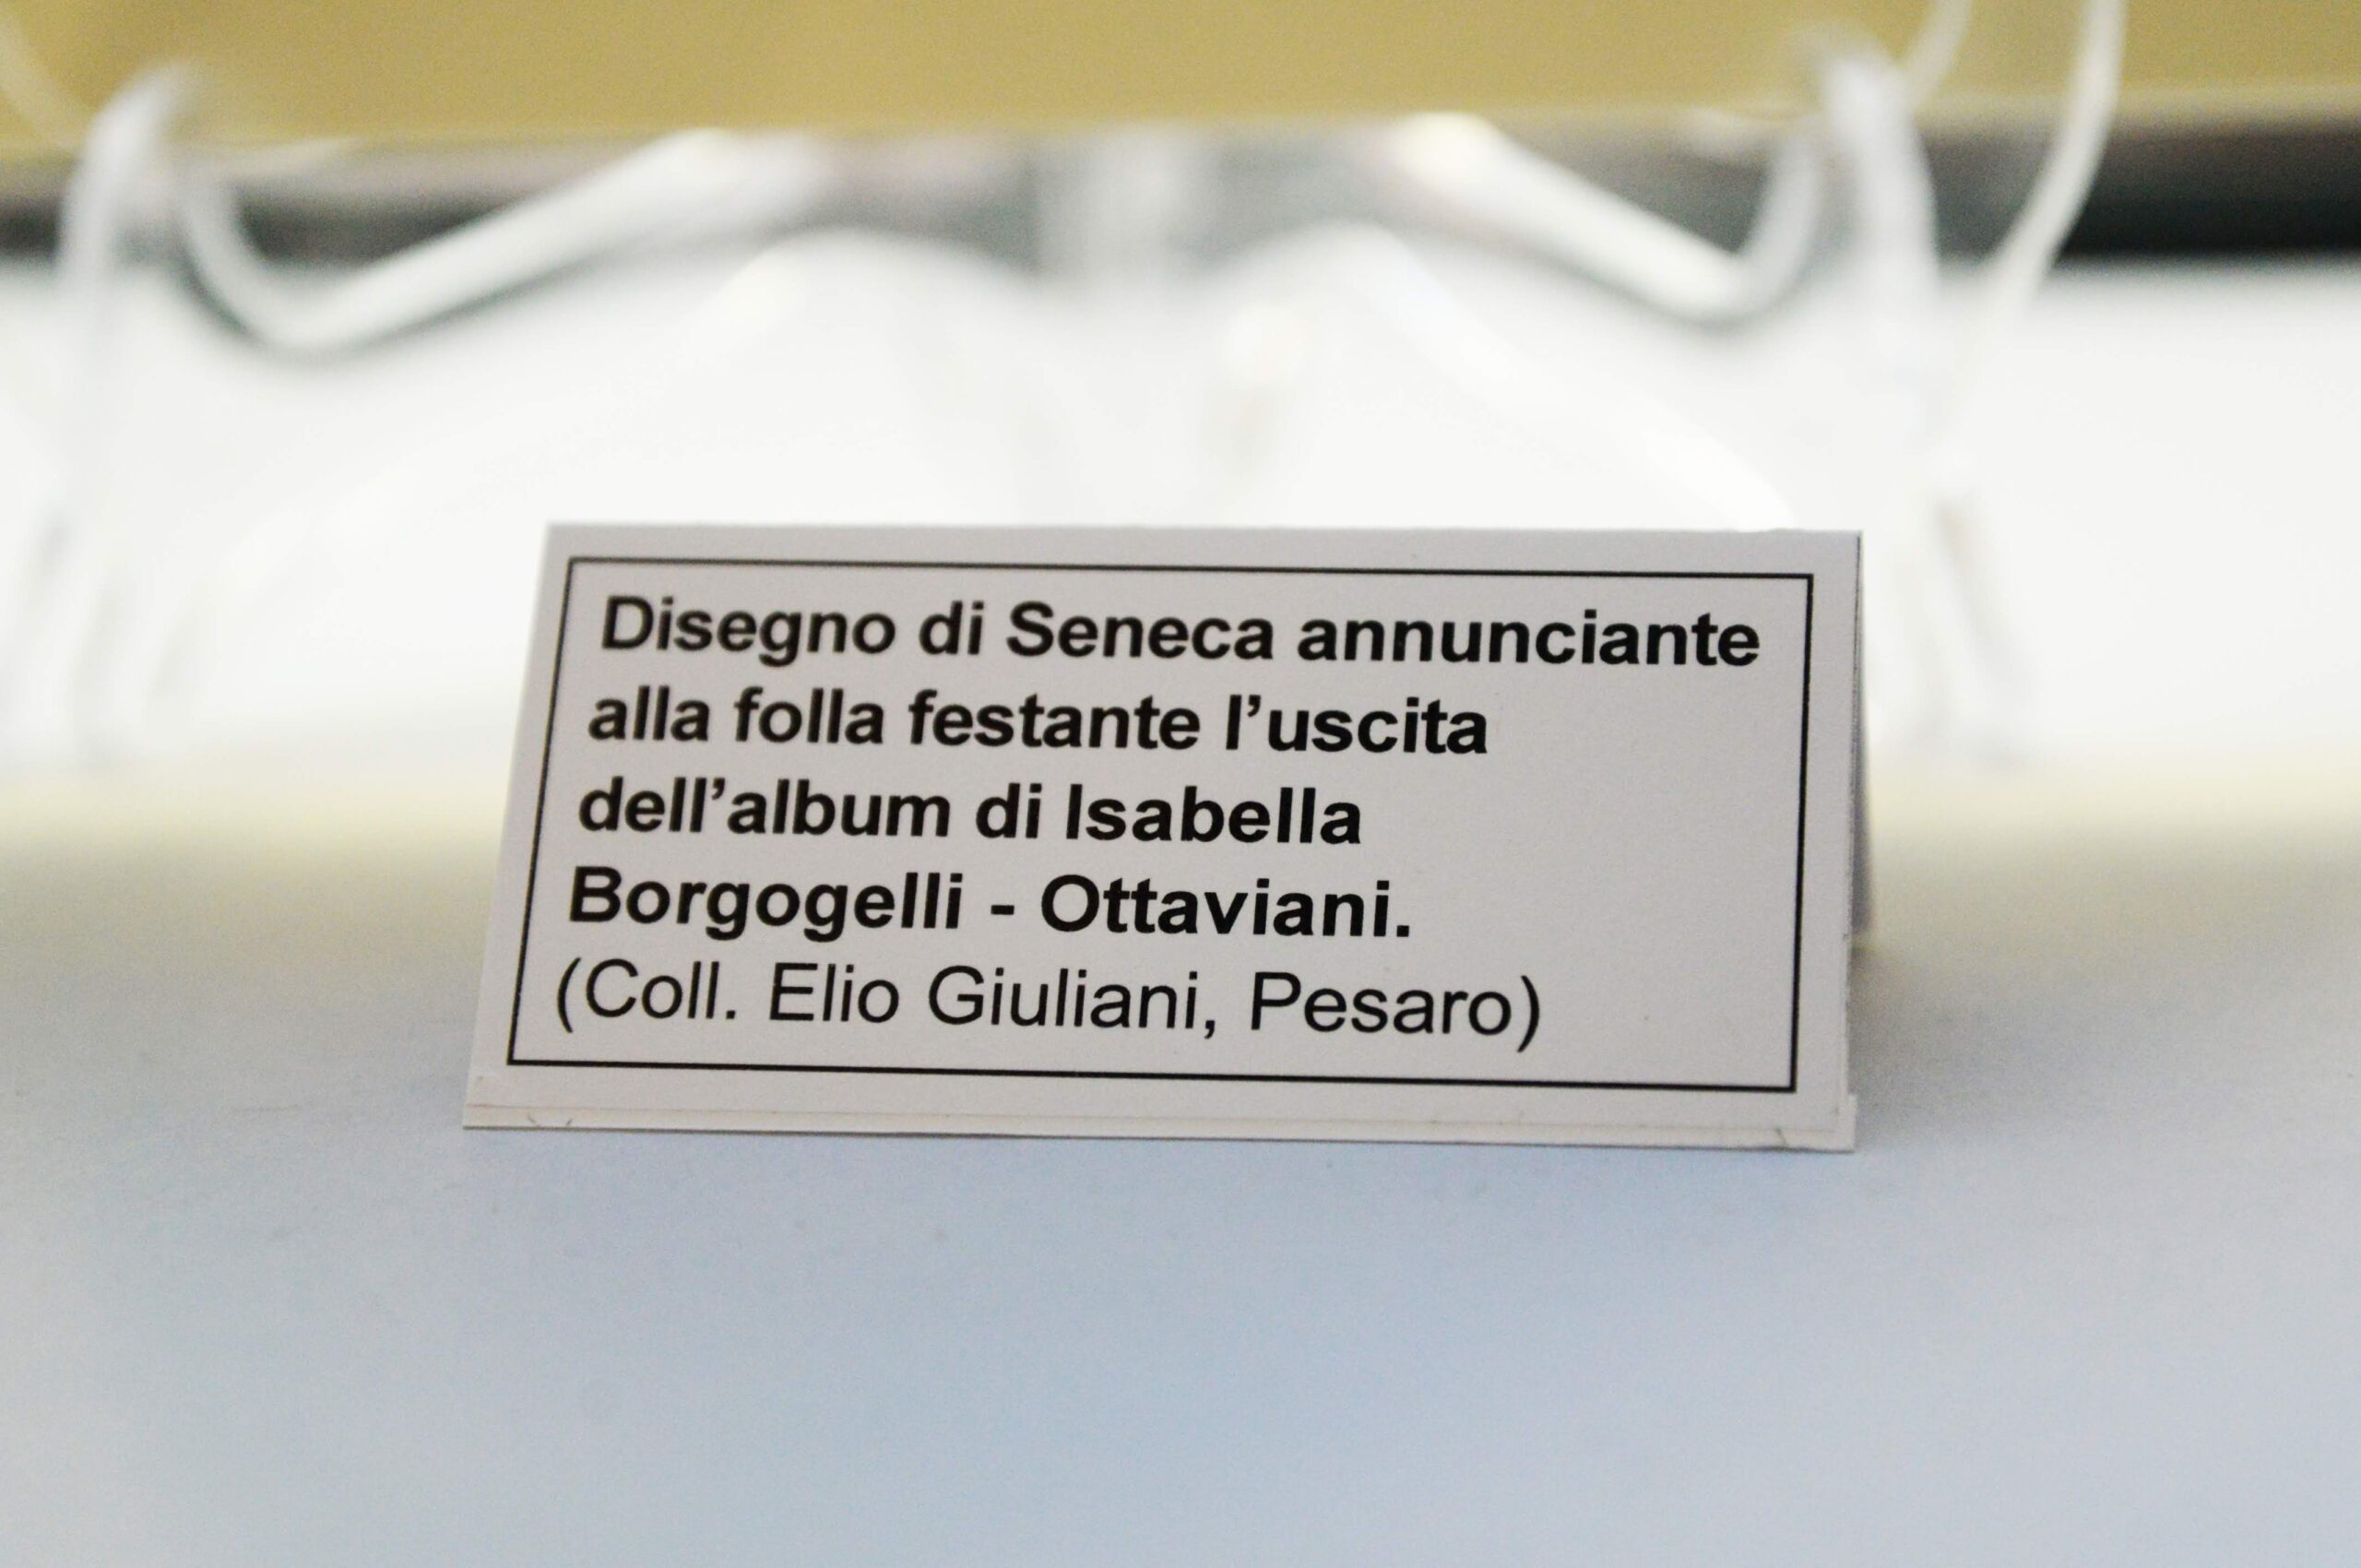 Disegno di Seneca annunciante
alla folla festante l’uscita
dell’album di Isabella
Borgogelli - Ottaviani.
(Coll. Elio Giuliani, Pesaro)